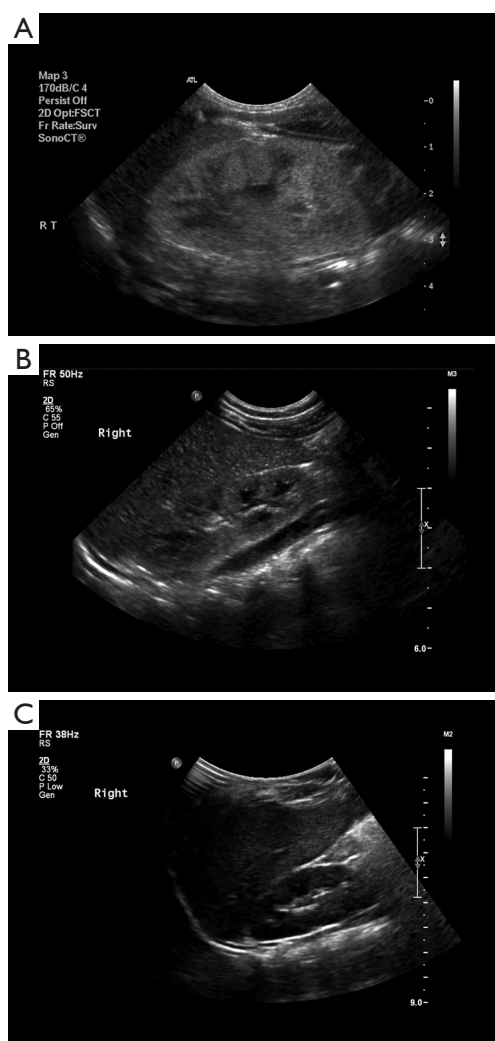 A
Map 3
170dB/C 4
Persist Off
2D Opt:FSCT
Fr Rate:Surv
SonoCT®
ATL
0
1
2
R T
3
4
B
FR 50Hz
RS
M3
P
2D
65%
C 55
P Off
Gen
Right
X
6.0
C
FR 38Hz
RS
M2
P
2D
33%
C 50
P Low
Gen
Right
X
9.0